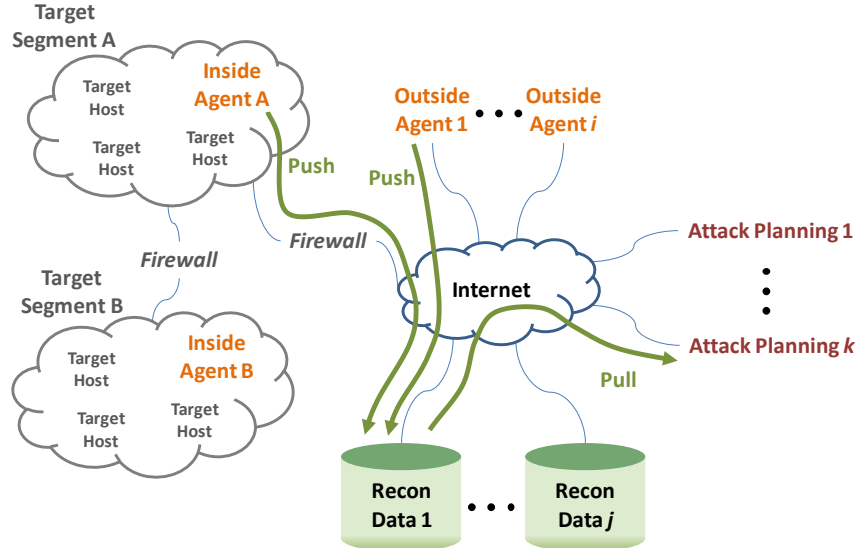 Target
Segment A
Target
Host
Inside
Agent A
Target
Host
Target
Host
Push
Outside
Agent 1
• • •
Outside
Agent i
Push
Firewall
Firewall
Internet
Attack Planning 1
Attack Planning k
Pull
Target
Segment B
Target
Host
Inside
Agent B
Target
Host
Target
Host
Recon
Data 1
• • •
Recon
Data j